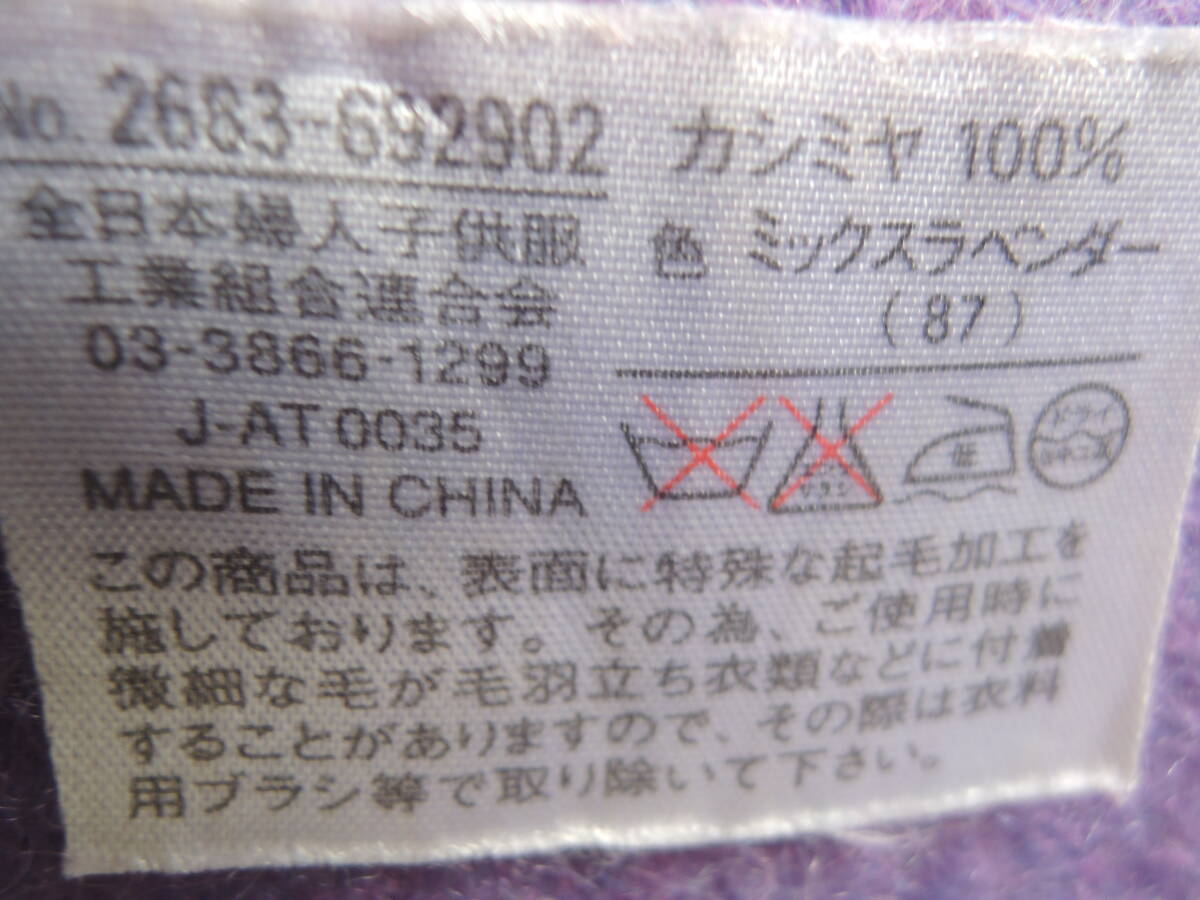 No. 2683-692902
全日本婦人子供服
工業組合連合会
03-3866-1299
J-AT0035
MADE IN CHINA
カシミヤ 100%
色 ミックスラベンダー
(87)
低
ドライ
この商品は、表面に特殊な起毛加工を
施しております。その為、ご使用時に
微細な毛が毛羽立ち衣類などに付着
することがありますので、その際は衣料
用ブラシ等で取り除いて下さい。